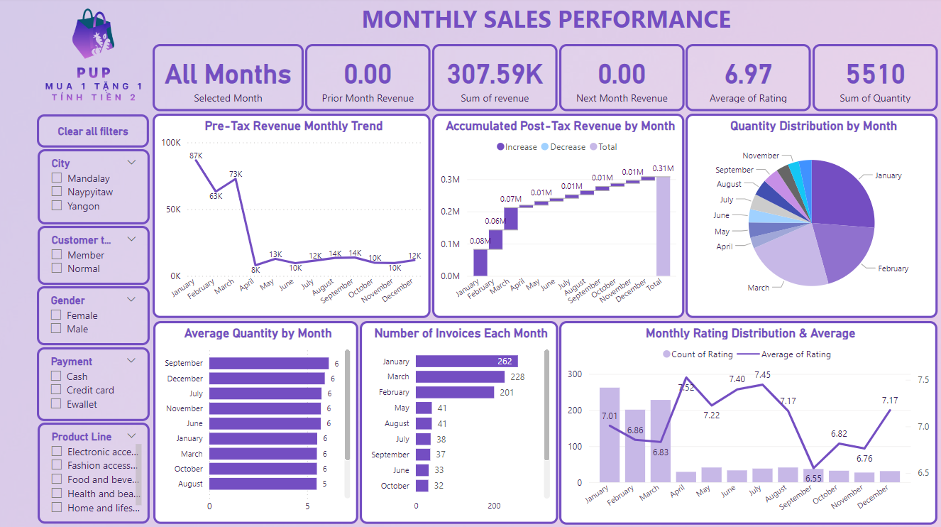 MONTHLY SALES PERFORMANCE
PUP
MUA 1 TẶNG 1
TÍNH TIỀN 2
All Months
Selected Month
0.00
Prior Month Revenue
307.59K
Sum of revenue
0.00
Next Month Revenue
6.97
Average of Rating
5510
Sum of Quantity
Clear all filters
City
Mandalay
Naypyitaw
Yangon
Customer t...
Member
Normal
Gender
Female
Male
Payment
Cash
Credit card
Ewallet
Product Line
Electronic acce...
Fashion access...
Food and beve...
Health and bea...
Home and lifes...
Pre-Tax Revenue Monthly Trend
100K
50K
0K
87K
63K
73K
8K
13K
10K
12K
14K
14K
10K
10K
12K
January
February
March
April
May
June
July
August
September
October
November
December
Accumulated Post-Tax Revenue by Month
Increase
Decrease
Total
0.3M
0.2M
0.1M
0.0M
0.08M
0.06M
0.07M
0.01M
0.01M
0.01M
0.01M
0.01M
0.31M
January
February
March
April
May
June
July
August
September
October
November
December
Total
Quantity Distribution by Month
November
September
August
July
June
May
April
March
January
February
Average Quantity by Month
September 6
December 6
July 6
November 6
June 6
January 6
March 6
October 6
August 5
0 5
Number of Invoices Each Month
January 262
March 228
February 201
May 41
August 41
July 38
September 37
June 33
October 32
0 200
Monthly Rating Distribution & Average
Count of Rating
Average of Rating
300
200
100
0
7.5
7.0
6.5
7.01
6.86
6.83
7.52
7.22
7.40
7.45
7.17
6.55
6.82
6.76
7.17
January
February
March
April
May
June
July
August
September
October
November
December